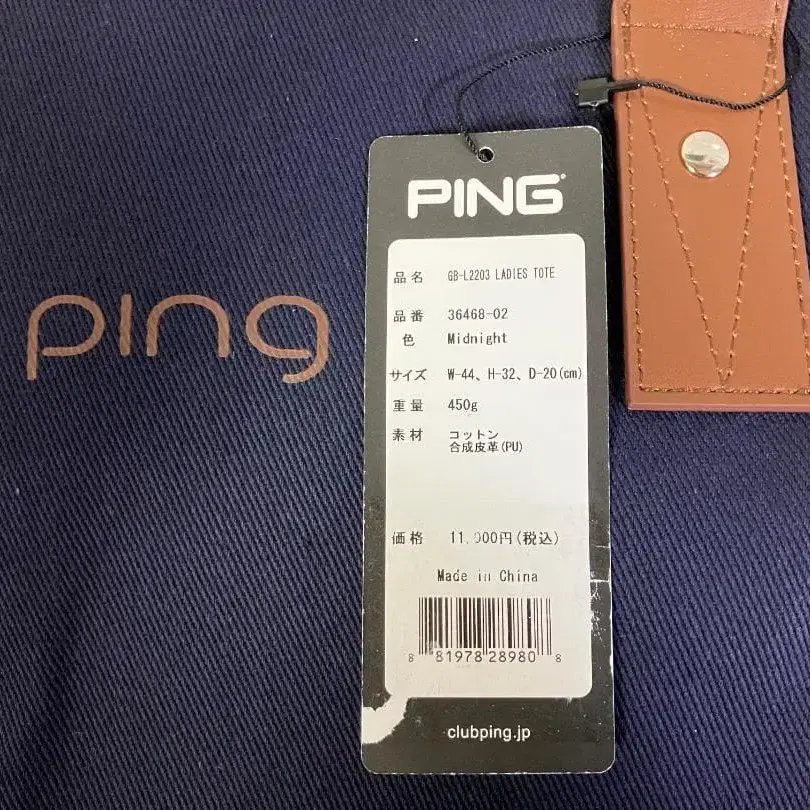 ping
PING®
品名 GB-L2203 LADIES TOTE
品番 36468-02
色 Midnight
サイズ W-44、H-32、D-20(cm)
重量 450g
素材 コットン
合成皮革(PU)
価格 11,000円(税込)
Made in China
8 81978 28980 8
clubping.jp